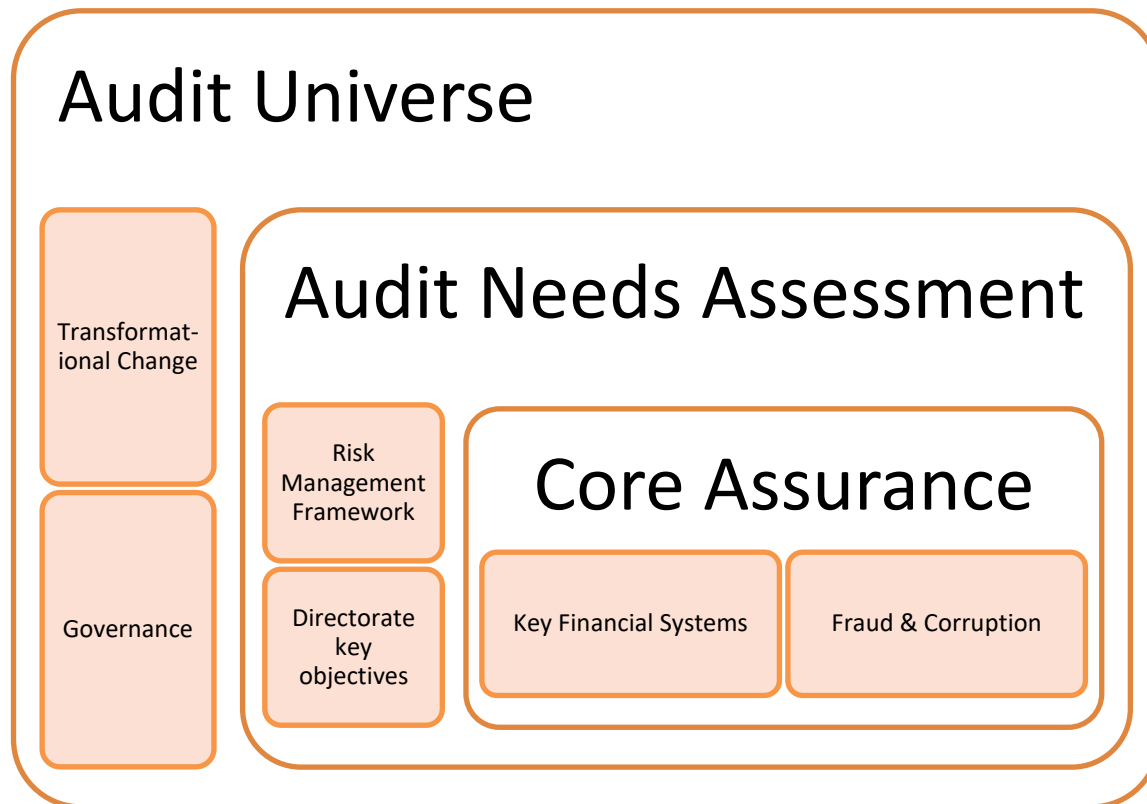 Audit Universe
Transformat-
ional Change
Governance
Audit Needs Assessment
Risk
Management
Framework
Directorate
key
objectives
Core Assurance
Key Financial Systems
Fraud & Corruption